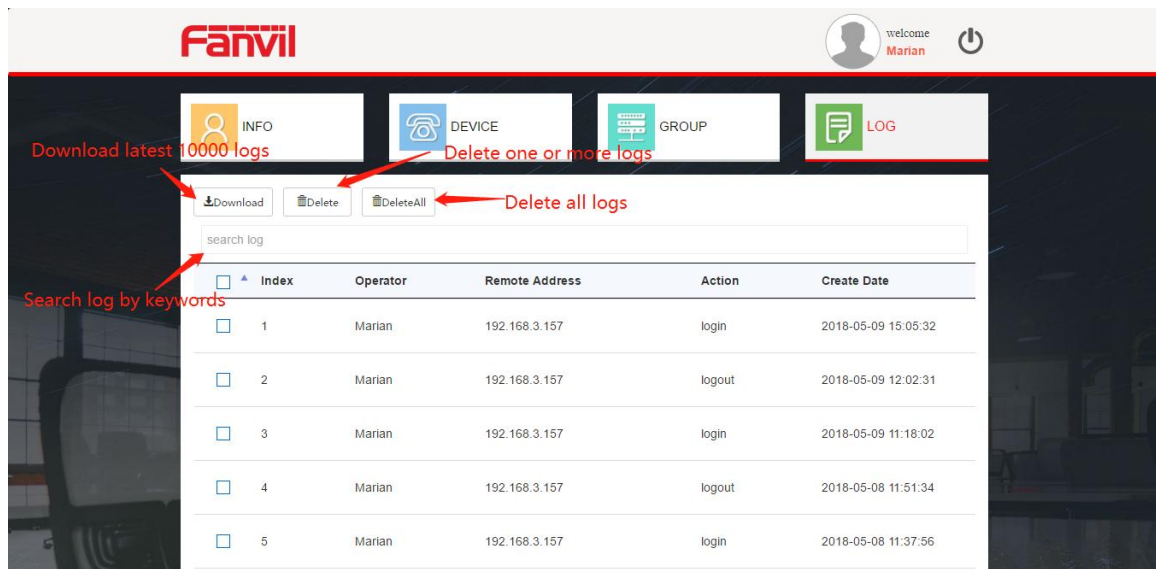 Fanvil
welcome
Marian
INFO
DEVICE
GROUP
LOG
Download latest 10000 logs
Delete one or more logs
Download
Delete
DeleteAll
Delete all logs
search log
Search log by keywords
Index Operator Remote Address Action Create Date
1 Marian 192.168.3.157 login 2018-05-09 15:05:32
2 Marian 192.168.3.157 logout 2018-05-09 12:02:31
3 Marian 192.168.3.157 login 2018-05-09 11:18:02
4 Marian 192.168.3.157 logout 2018-05-08 11:51:34
5 Marian 192.168.3.157 login 2018-05-08 11:37:56